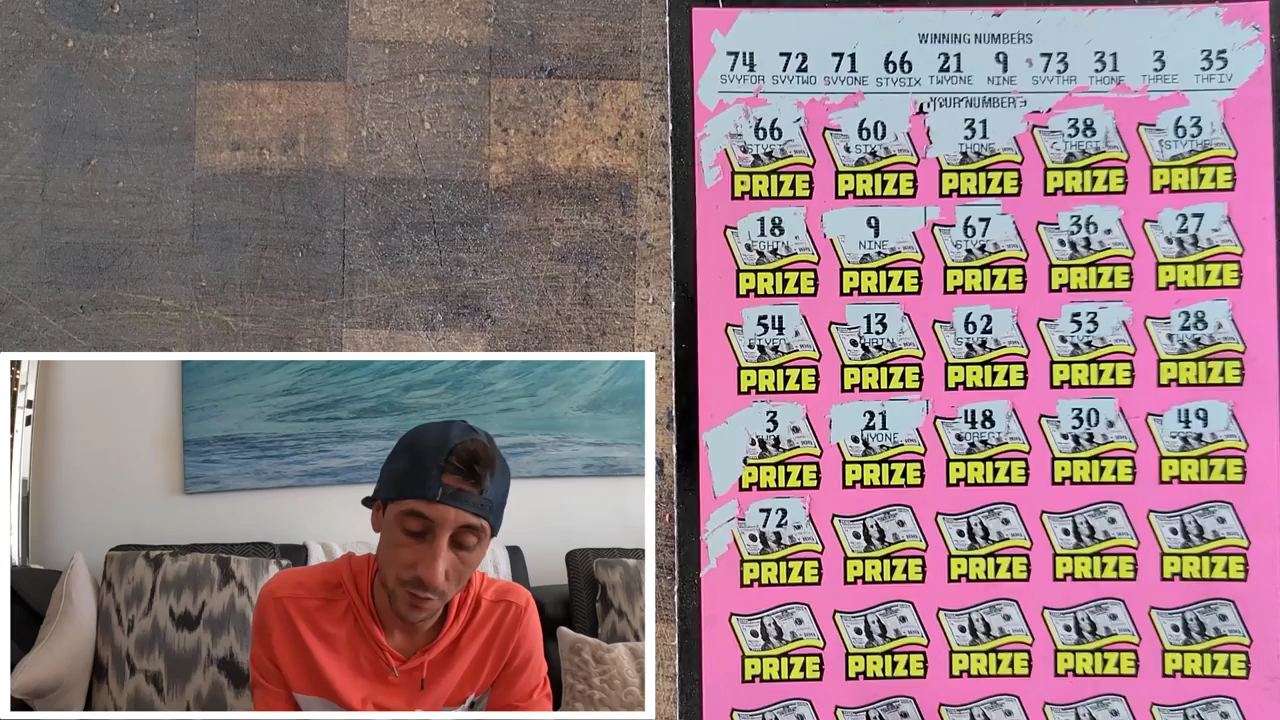 WINNING NUMBERS
74 72 71 66 21 9 73 31 3 35
SVYFOR SVYTWO SVYONE STYSIX TWYONE NINE SVYTHR THONE THREE THFIV
YOUR NUMBERS
66 60 31 38 63
THONE
PRIZE PRIZE PRIZE PRIZE PRIZE
18 9 67 36 27
NINE
PRIZE PRIZE PRIZE PRIZE PRIZE
54 13 62 53 28
PRIZE PRIZE PRIZE PRIZE PRIZE
3 21 48 30 49
PRIZE PRIZE PRIZE PRIZE PRIZE
72
PRIZE PRIZE PRIZE PRIZE PRIZE
PRIZE PRIZE PRIZE PRIZE PRIZE